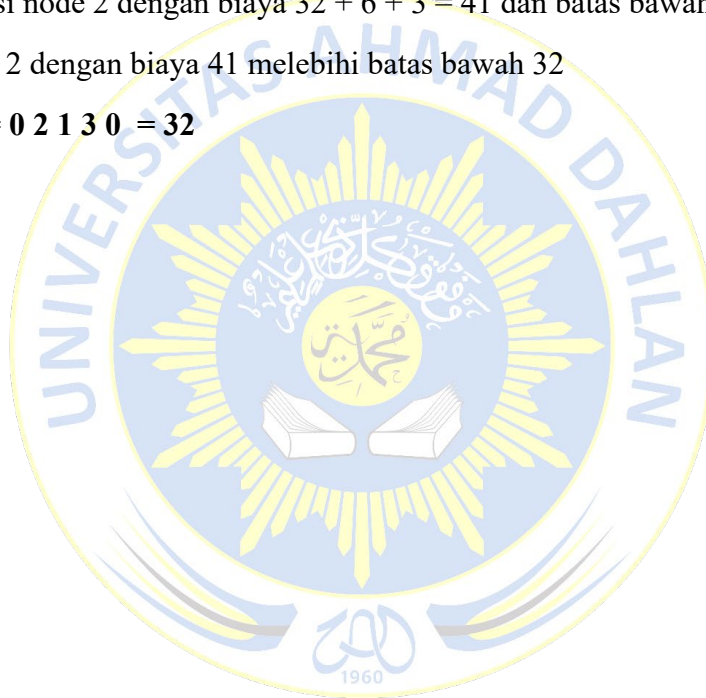 si node 2 dengan biaya 32 + 6 + 3 = 41 dan batas bawah
2 dengan biaya 41 melebihi batas bawah 32
0 2 1 3 0 = 32
UNIVERSITAS AHMAD DAHLAN
1960